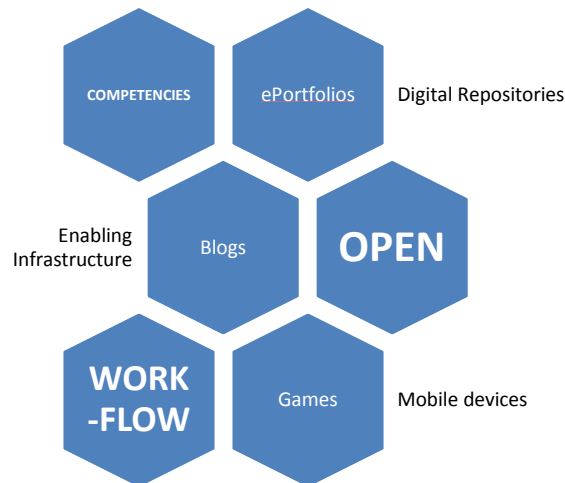 COMPETENCIES
ePortfolios
Digital Repositories
Enabling
Infrastructure
Blogs
OPEN
WORK
-FLOW
Games
Mobile devices